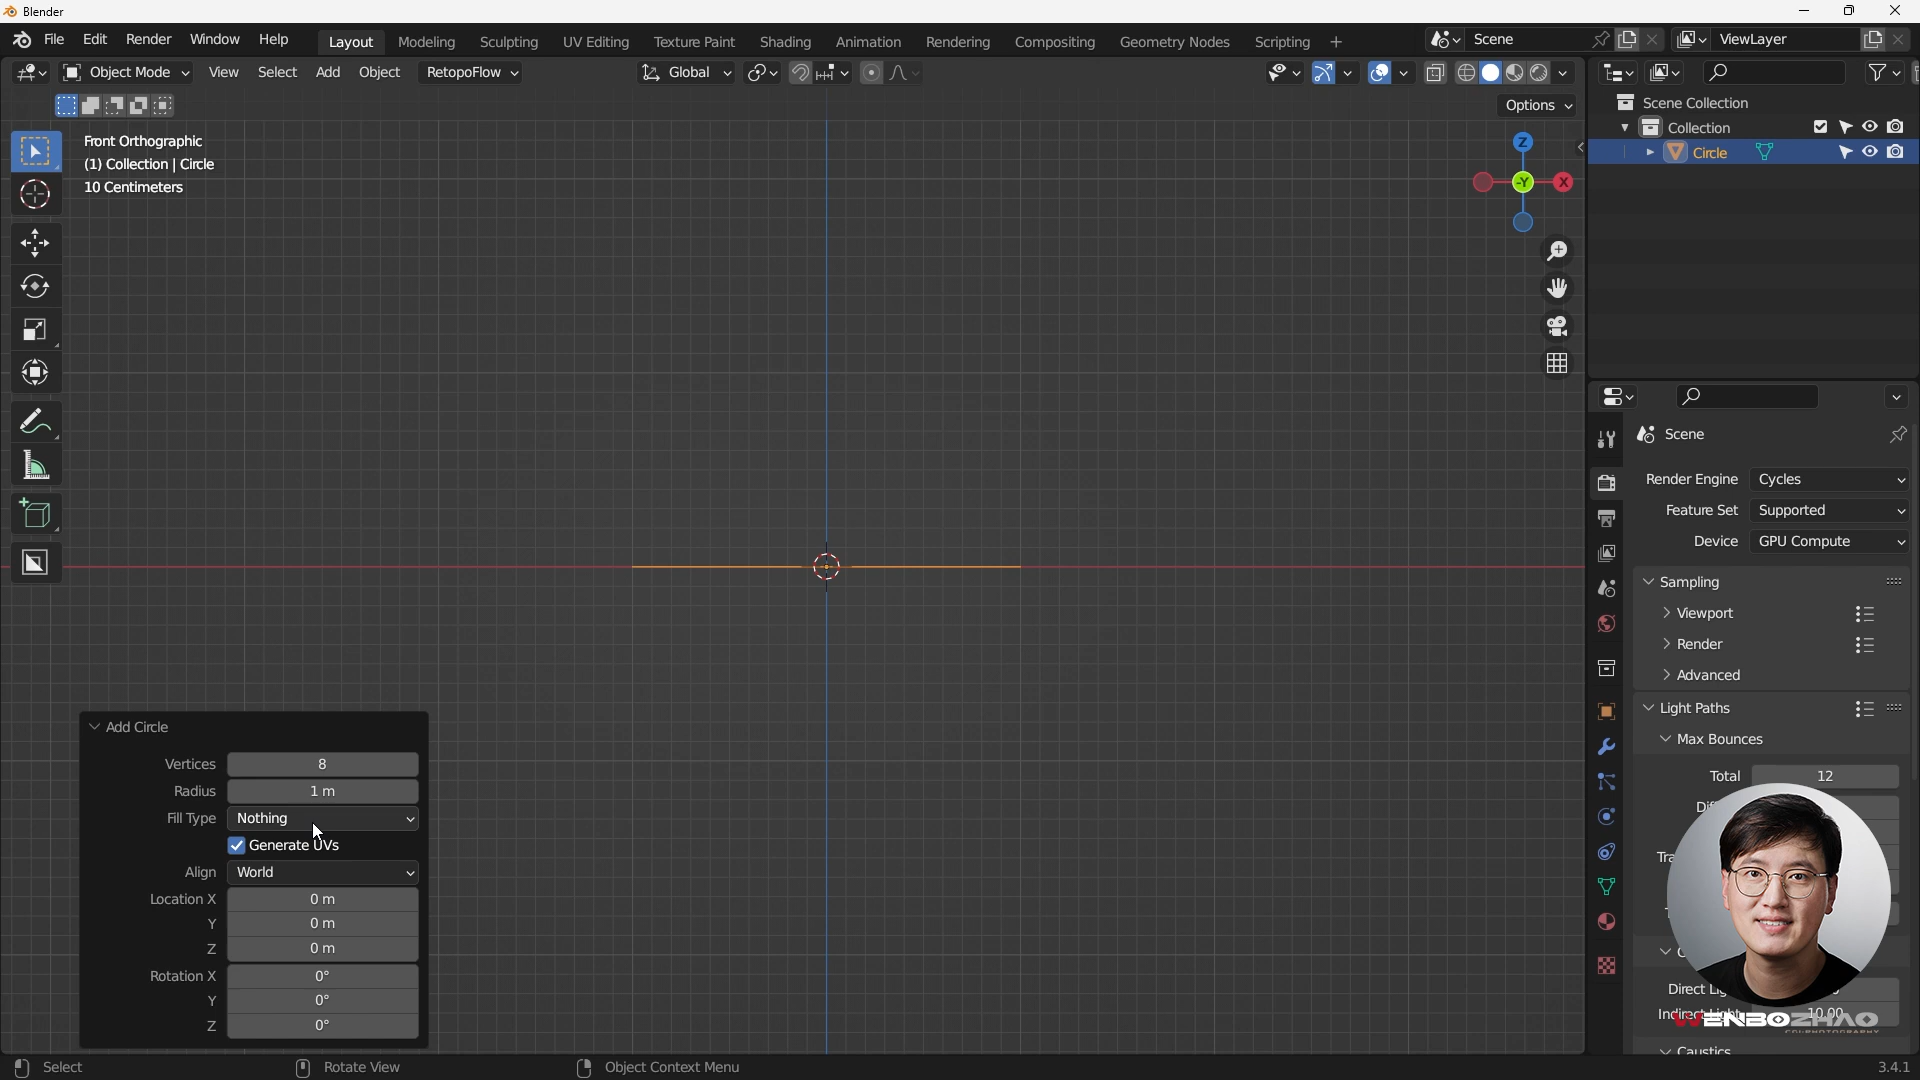 Blender
File Edit Render Window Help
Layout Modeling Sculpting UV Editing Texture Paint Shading Animation Rendering Compositing Geometry Nodes Scripting +
Scene
ViewLayer
Object Mode View Select Add Object RetopoFlow
Global
Options
Front Orthographic
(1) Collection | Circle
10 Centimeters
Z
-Y
X
Scene Collection
Collection
Circle
Scene
Render Engine Cycles
Feature Set Supported
Device GPU Compute
Sampling
Viewport
Render
Advanced
Light Paths
Max Bounces
Total 12
Direct Lig
10.00
Caustics
WENBOZHAO
Add Circle
Vertices 8
Radius 1 m
Fill Type Nothing
Generate UVs
Align World
Location X 0 m
Y 0 m
Z 0 m
Rotation X 0°
Y 0°
Z 0°
Select
Rotate View
Object Context Menu
3.4.1